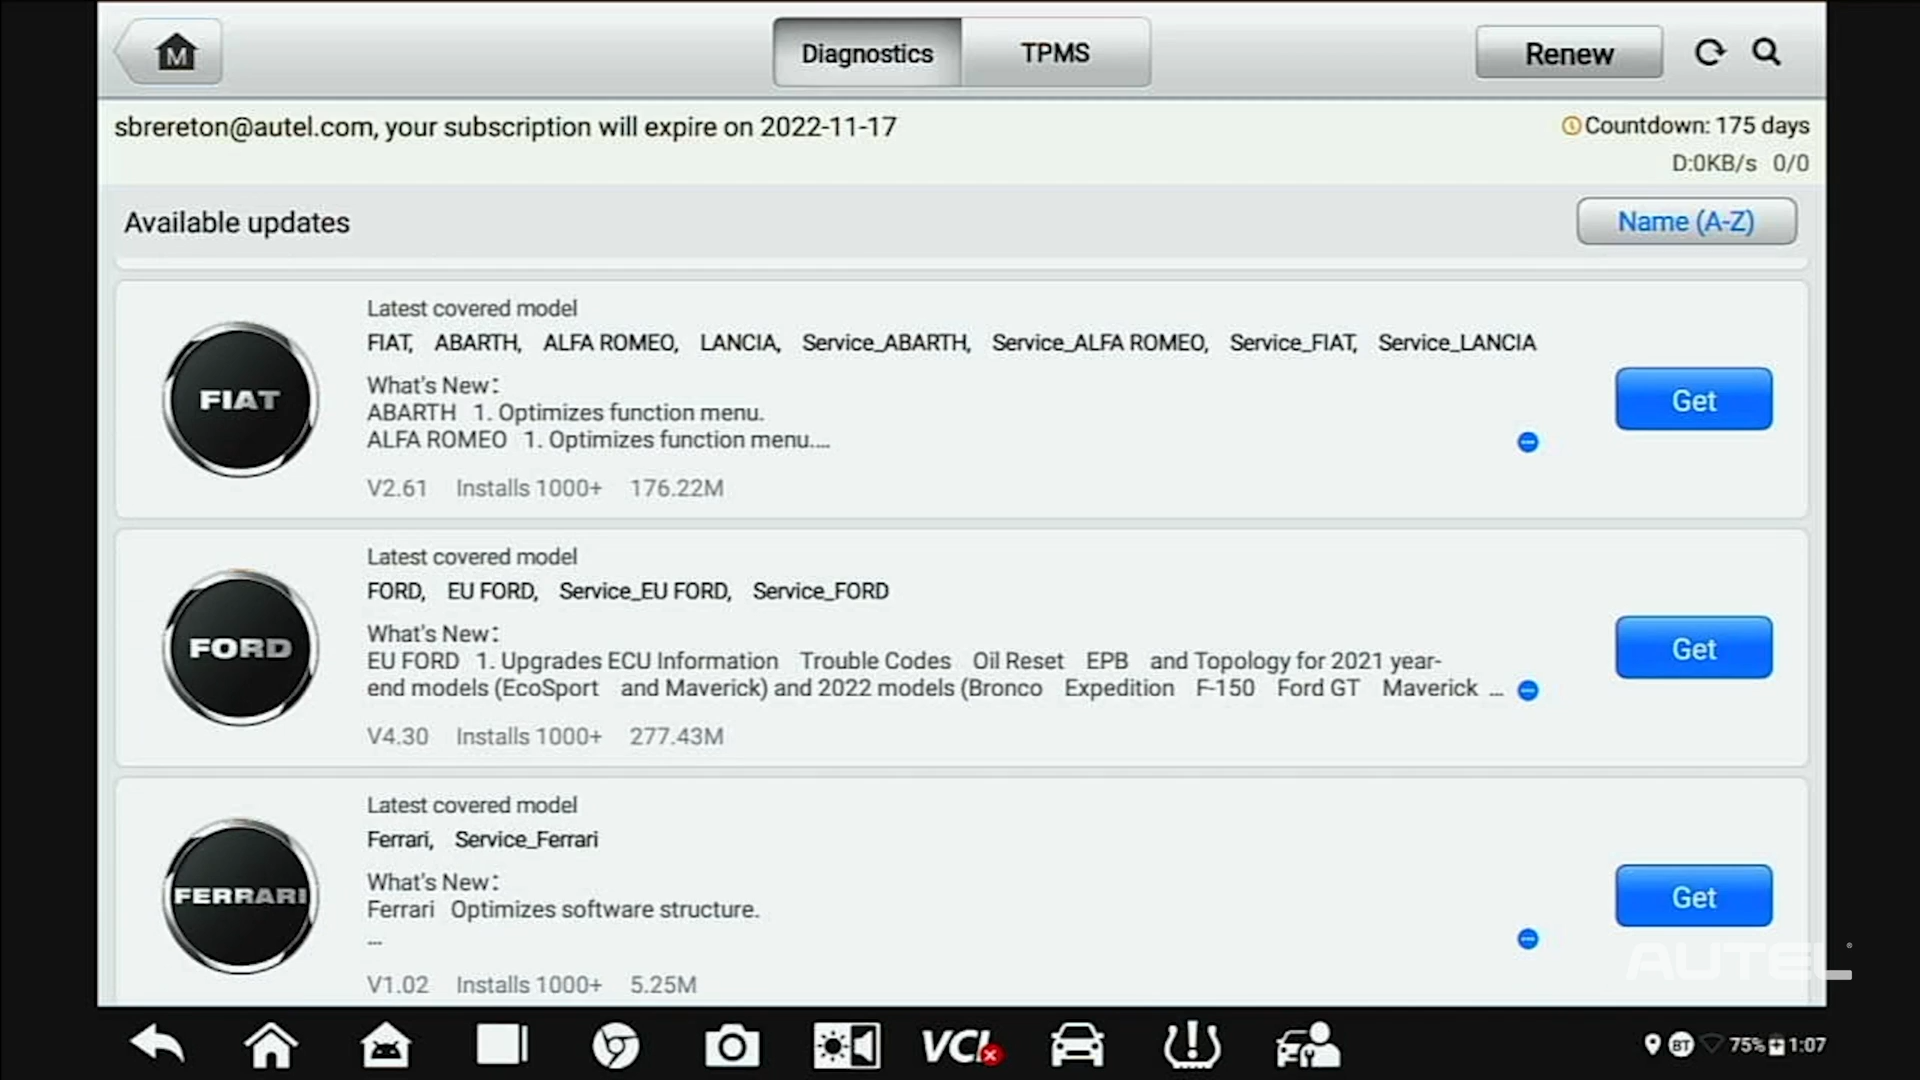 M
Diagnostics
TPMS
Renew
sbrereton@autel.com, your subscription will expire on 2022-11-17
Countdown: 175 days
D:0KB/s 0/0
Available updates
Name (A-Z)
Latest covered model
FIAT, ABARTH, ALFA ROMEO, LANCIA, Service_ABARTH, Service_ALFA ROMEO, Service_FIAT, Service_LANCIA
What's New:
ABARTH 1. Optimizes function menu.
ALFA ROMEO 1. Optimizes function menu....
V2.61 Installs 1000+ 176.22M
FIAT
Get
Latest covered model
FORD, EU FORD, Service_EU FORD, Service_FORD
What's New:
EU FORD 1. Upgrades ECU Information Trouble Codes Oil Reset EPB and Topology for 2021 year-
end models (EcoSport and Maverick) and 2022 models (Bronco Expedition F-150 Ford GT Maverick ...
V4.30 Installs 1000+ 277.43M
FORD
Get
Latest covered model
Ferrari, Service_Ferrari
What's New:
Ferrari Optimizes software structure.
...
V1.02 Installs 1000+ 5.25M
FERRARI
Get
AUTEL
VCI
BT
75%
1:07